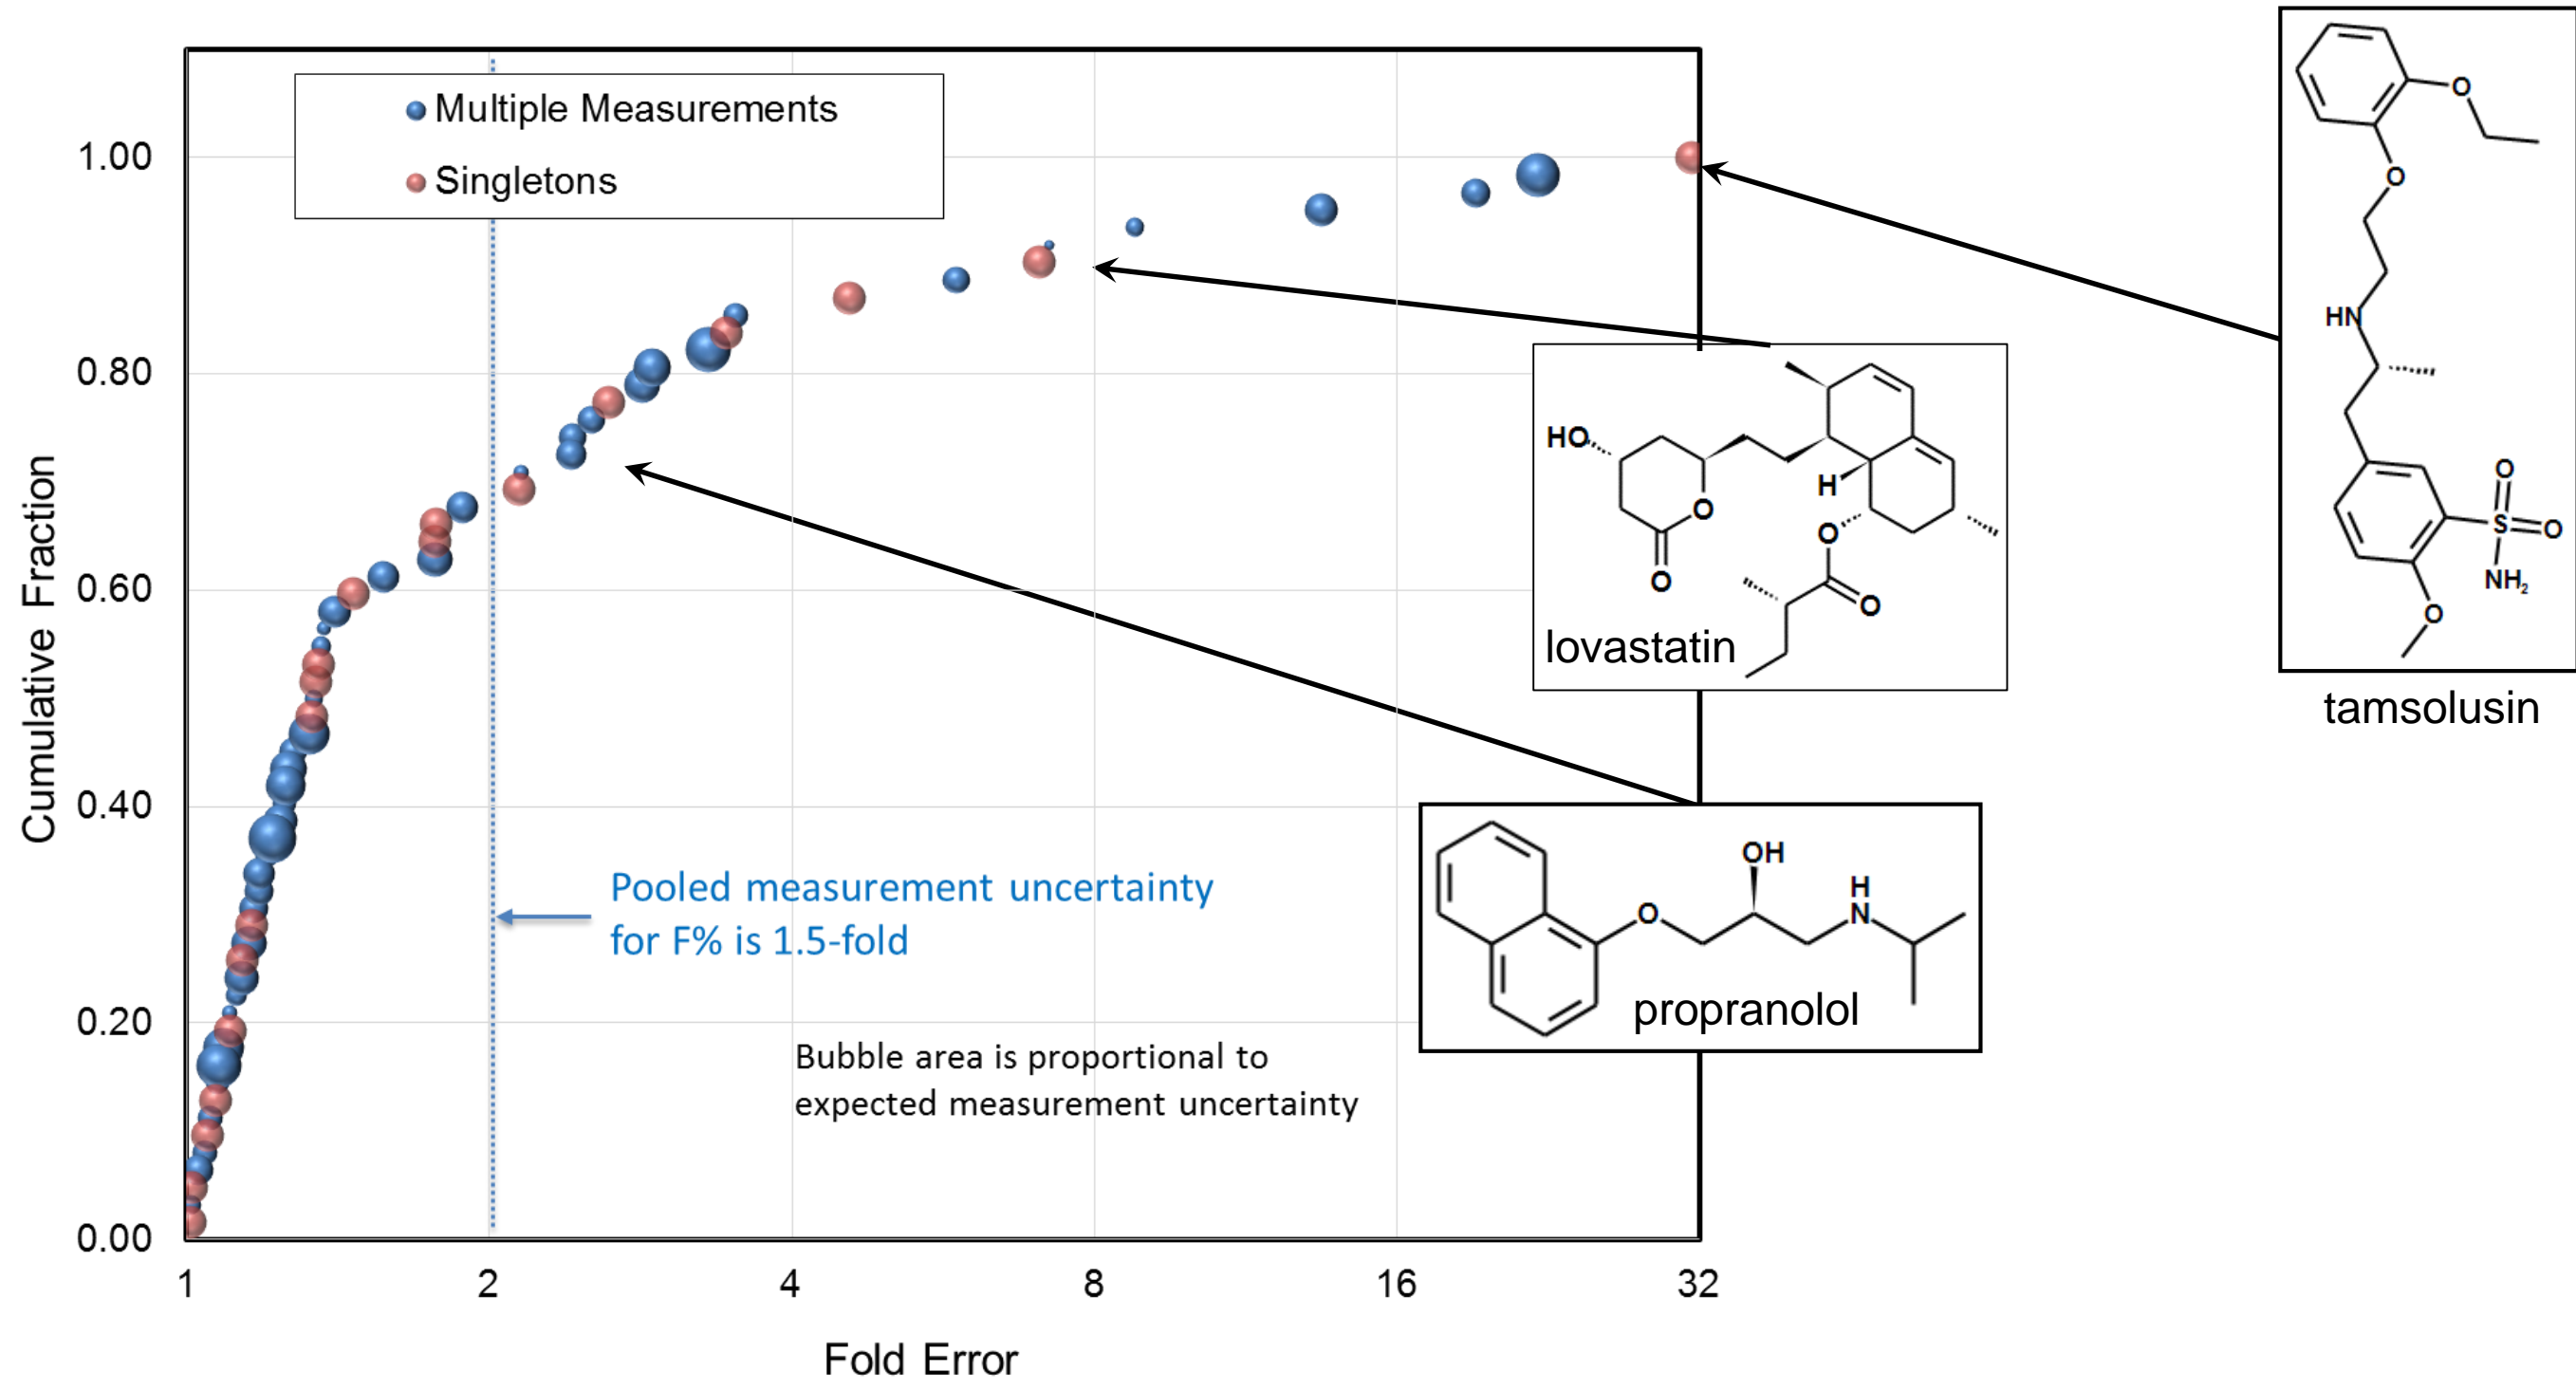 Multiple Measurements
Singletons
1.00
0.80
0.60
0.40
0.20
0.00
Cumulative Fraction
1
2
4
8
16
32
Fold Error
Pooled measurement uncertainty
for F% is 1.5-fold
Bubble area is proportional to
expected measurement uncertainty
HO
O
O
H
O
O
lovastatin
OH
O
H
N
propranolol
O
O
HN
O
S
O
NH₂
O
tamsolusin